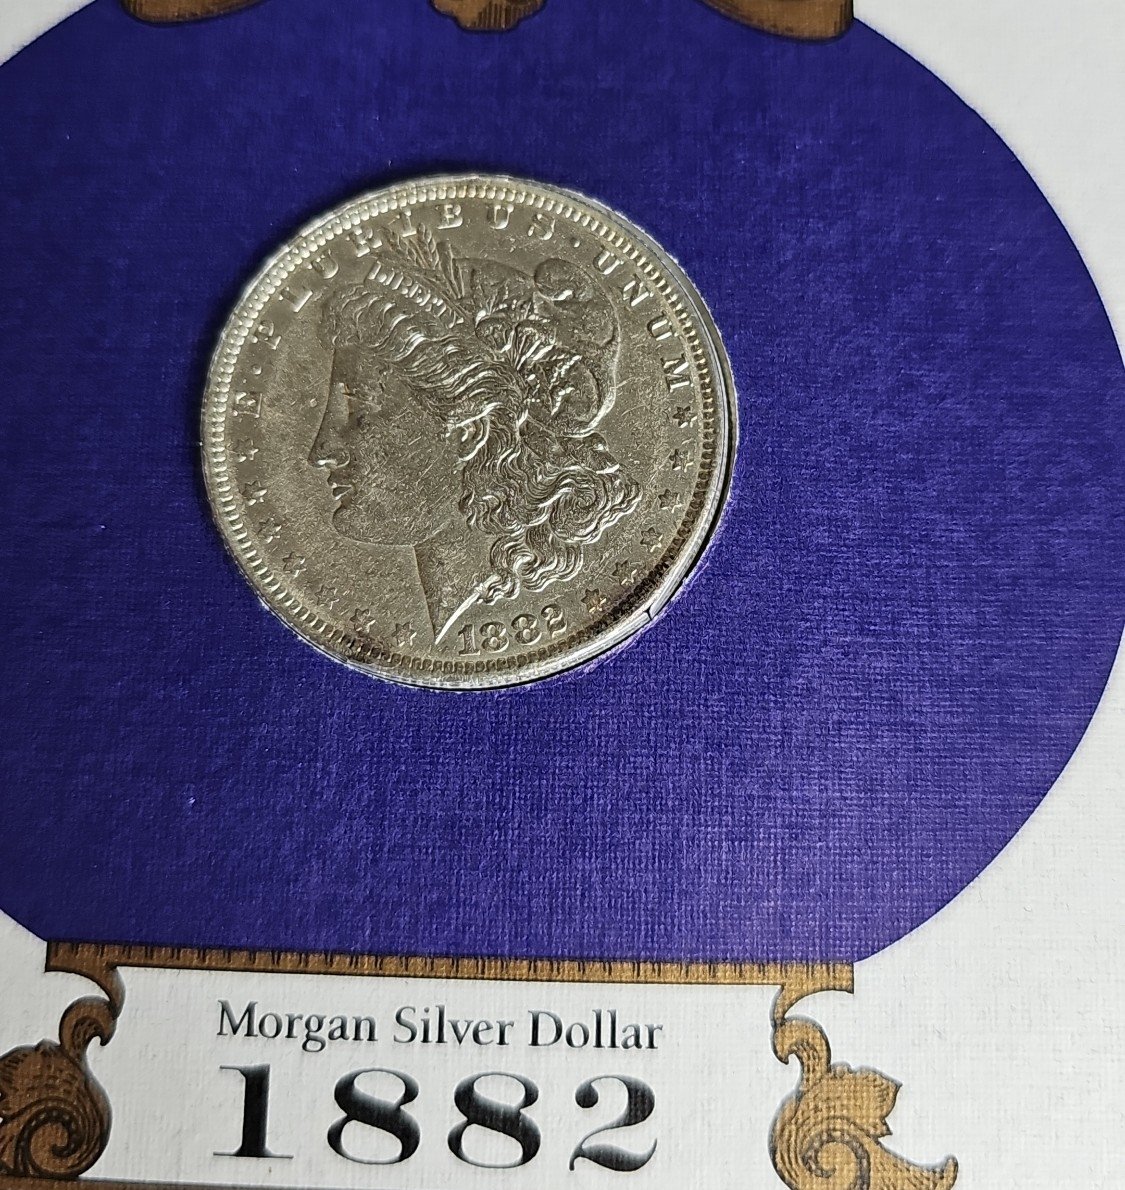 E·PLURIBUS·UNUM
LIBERTY
1882
Morgan Silver Dollar
1882